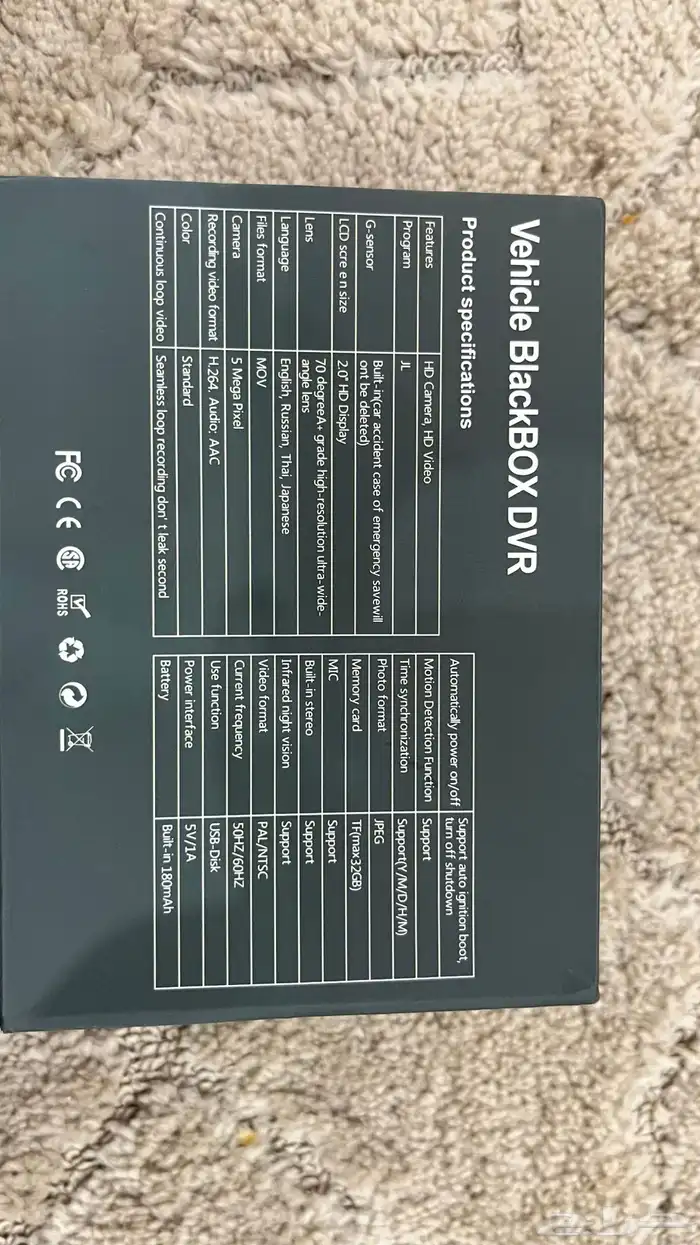 Vehicle BlackBOX DVR
Product specifications
Features HD Camera, HD Video
Program JL
G-sensor Built-in(car accident case of emergency savewill
ont be deleted)
LCD scre en size 2.0" HD Display
Lens 70 degreeA+ grade high-resolution ultra-wide-
angle lens
Language English, Russian, Thai, Japanese
Files format MOV
Camera 5 Mega Pixel
Recording video format H.264, Audio; AAC
Color Standard
Continuous loop video Seamless loop recording don't leak second
Automatically power on/off Support auto ignition boot,
turn off shutdown
Motion Detection Function Support
Time synchronization Support(Y/M/D/H/M)
Photo format JPEG
Memory card TF(max32GB)
MIC Support
Built-in stereo Support
Infrared night vision Support
Video format PAL/NTSC
Current frequency 50HZ/60HZ
Use function USB-Disk
Power interface 5V/1A
Battery Built-in 180mAh
FC CE ROHS
حراج